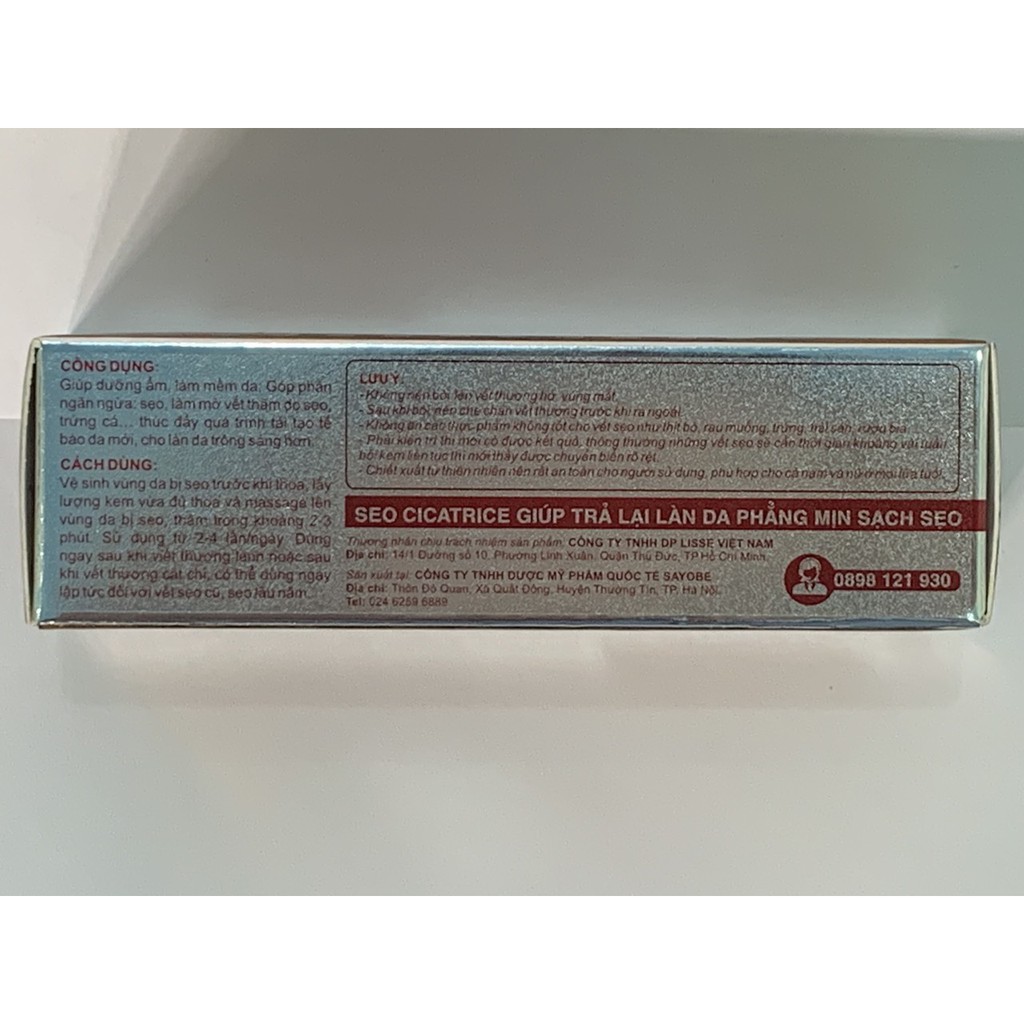 CÔNG DỤNG:
Giúp dưỡng ẩm, làm mềm da. Góp phần
ngăn ngừa: sẹo, làm mờ vết thâm do sẹo,
trứng cá... thúc đẩy quá trình tái tạo tế
bào da mới, cho làn da trông sáng hơn.
CÁCH DÙNG:
Vệ sinh vùng da bị sẹo trước khi thoa, lấy
lượng kem vừa đủ thoa và massage lên
vùng da bị sẹo, thâm trong khoảng 2-3
phút. Sử dụng từ 2-4 lần/ngày. Dùng
ngay sau khi vết thương hoặc sau
khi vết thương cắt chỉ, có thể dùng ngay
lập tức đối với vết sẹo cũ, sẹo lâu năm.
LƯU Ý:
- Không nên bôi lên vết thương hở, vùng mắt.
- Sau khi bôi nên che chắn vết thương trước khi ra ngoài.
- Không ăn các thực phẩm không tốt cho vết sẹo như thịt bò, rau muống, trứng, rượu bia
- Phải kiên trì thì mới có được kết quả, thông thường những vết sẹo sẽ cần thời gian khoảng vài tuần
bôi kem liên tục thì mới thấy được chuyển biến rõ rệt.
- Chiết xuất từ thiên nhiên nên rất an toàn cho người sử dụng, phù hợp cho cả nam và nữ ở mọi lứa tuổi.
SEO CICATRICE GIÚP TRẢ LẠI LÀN DA PHẲNG MỊN SẠCH SẸO
Thương nhân chịu trách nhiệm sản phẩm: CÔNG TY TNHH DP LISSE VIỆT NAM
Địa chỉ: 14/1 Đường số 10, Phường Linh Xuân, Quận Thủ Đức, TP Hồ Chí Minh.
Sản xuất tại: CÔNG TY TNHH DƯỢC MỸ PHẨM QUỐC TẾ SAYOBE
Địa chỉ: Thôn Đỗ Quan, Xã Quất Động, Huyện Thường Tín, TP. Hà Nội.
Tel: 024 6259 6889
0898 121 930